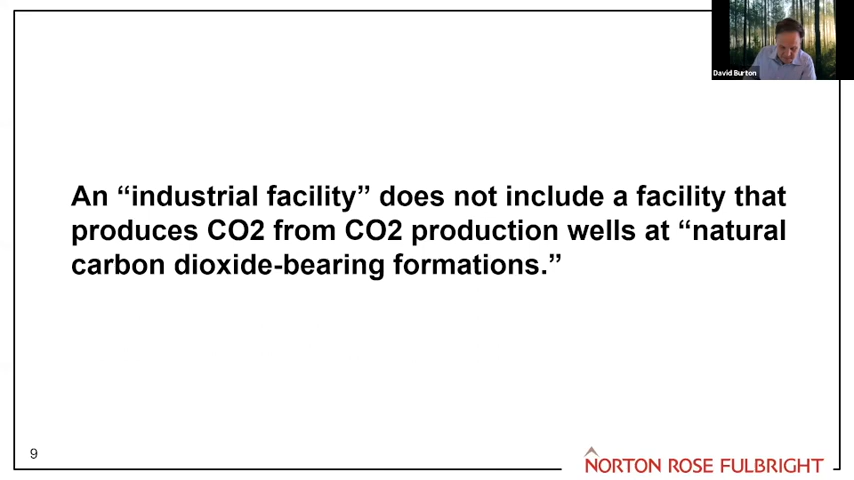 David Burton
An “industrial facility” does not include a facility that
produces CO2 from CO2 production wells at “natural
carbon dioxide-bearing formations.”
9
NORTON ROSE FULBRIGHT